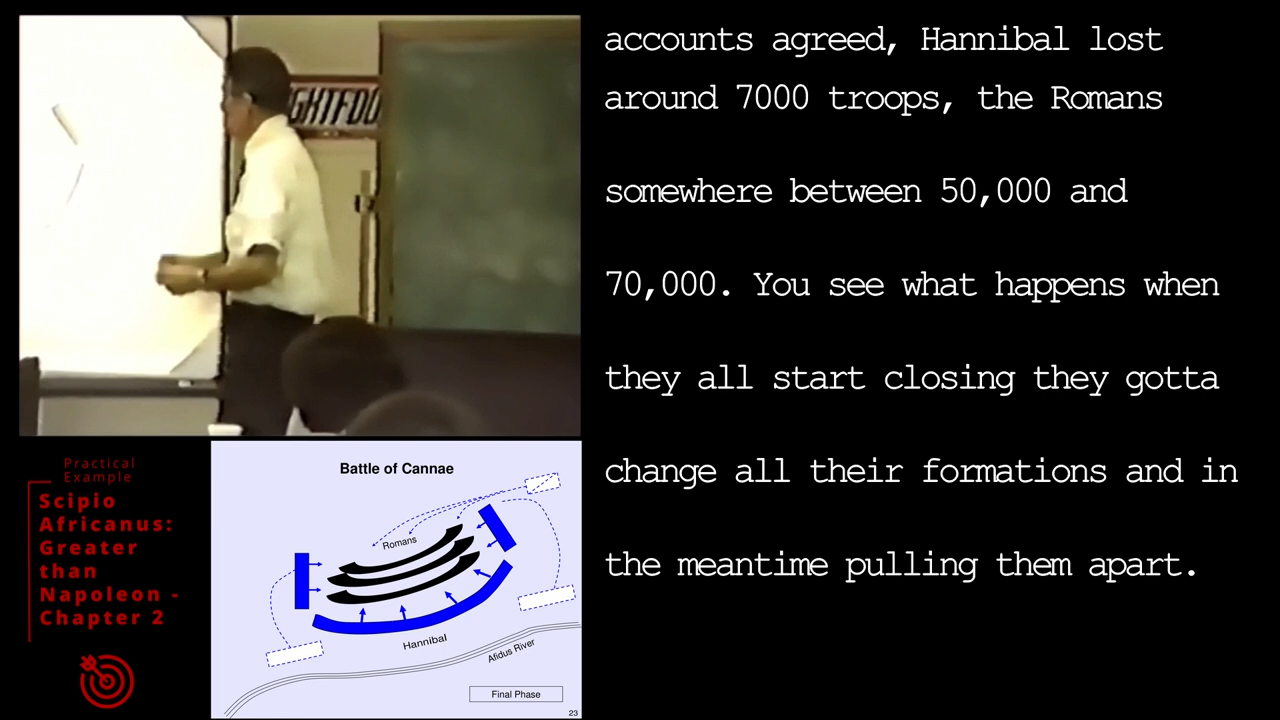 GHTFOU
accounts agreed, Hannibal lost
around 7000 troops, the Romans
somewhere between 50,000 and
70,000. You see what happens when
they all start closing they gotta
change all their formations and in
the meantime pulling them apart.
Practical
Example
Scipio
Africanus:
Greater
than
Napoleon -
Chapter 2
Battle of Cannae
Romans
Hannibal
Afidus River
Final Phase
23